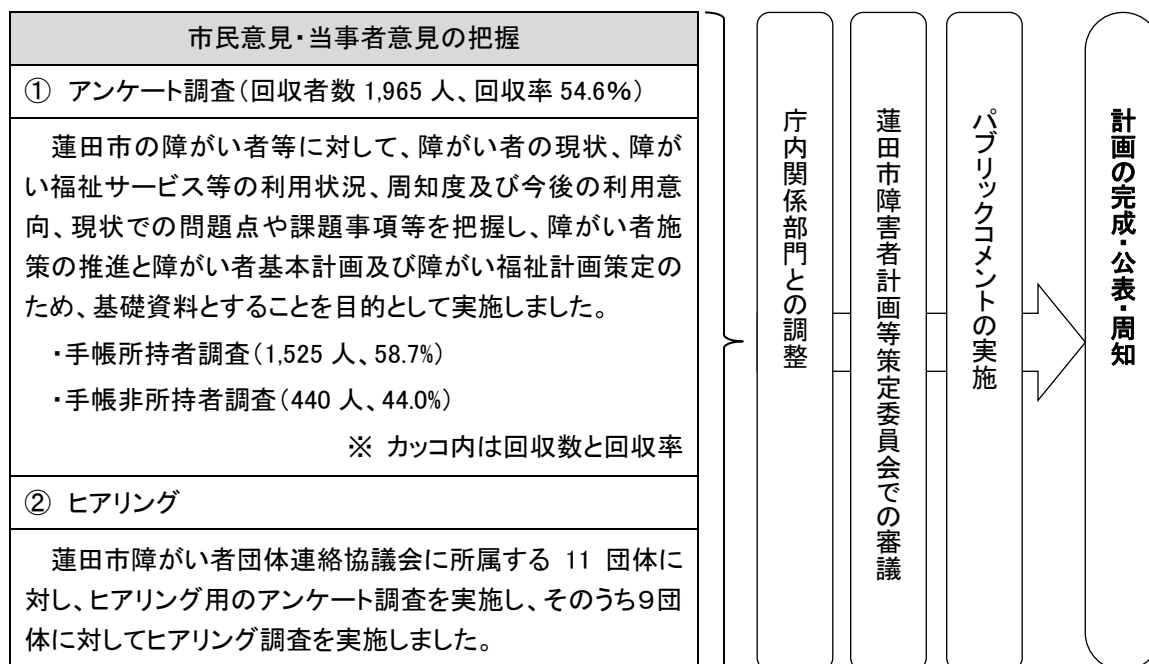 市民意見・当事者意見の把握
① アンケート調査(回収者数 1,965 人、回収率 54.6%)
蓮田市の障がい者等に対して、障がい者の現状、障が
い福祉サービス等の利用状況、周知度及び今後の利用意
向、現状での問題点や課題事項等を把握し、障がい者施
策の推進と障がい者基本計画及び障がい福祉計画策定の
ため、基礎資料とすることを目的として実施しました。
・手帳所持者調査(1,525 人、58.7%)
・手帳非所持者調査(440 人、44.0%)
※ カッコ内は回収数と回収率
② ヒアリング
蓮田市障がい者団体連絡協議会に所属する 11 団体に
対し、ヒアリング用のアンケート調査を実施し、そのうち9団
体に対してヒアリング調査を実施しました。
庁内関係部門との調整
蓮田市障害者計画等策定委員会での審議
パブリックコメントの実施
計画の完成・公表・周知